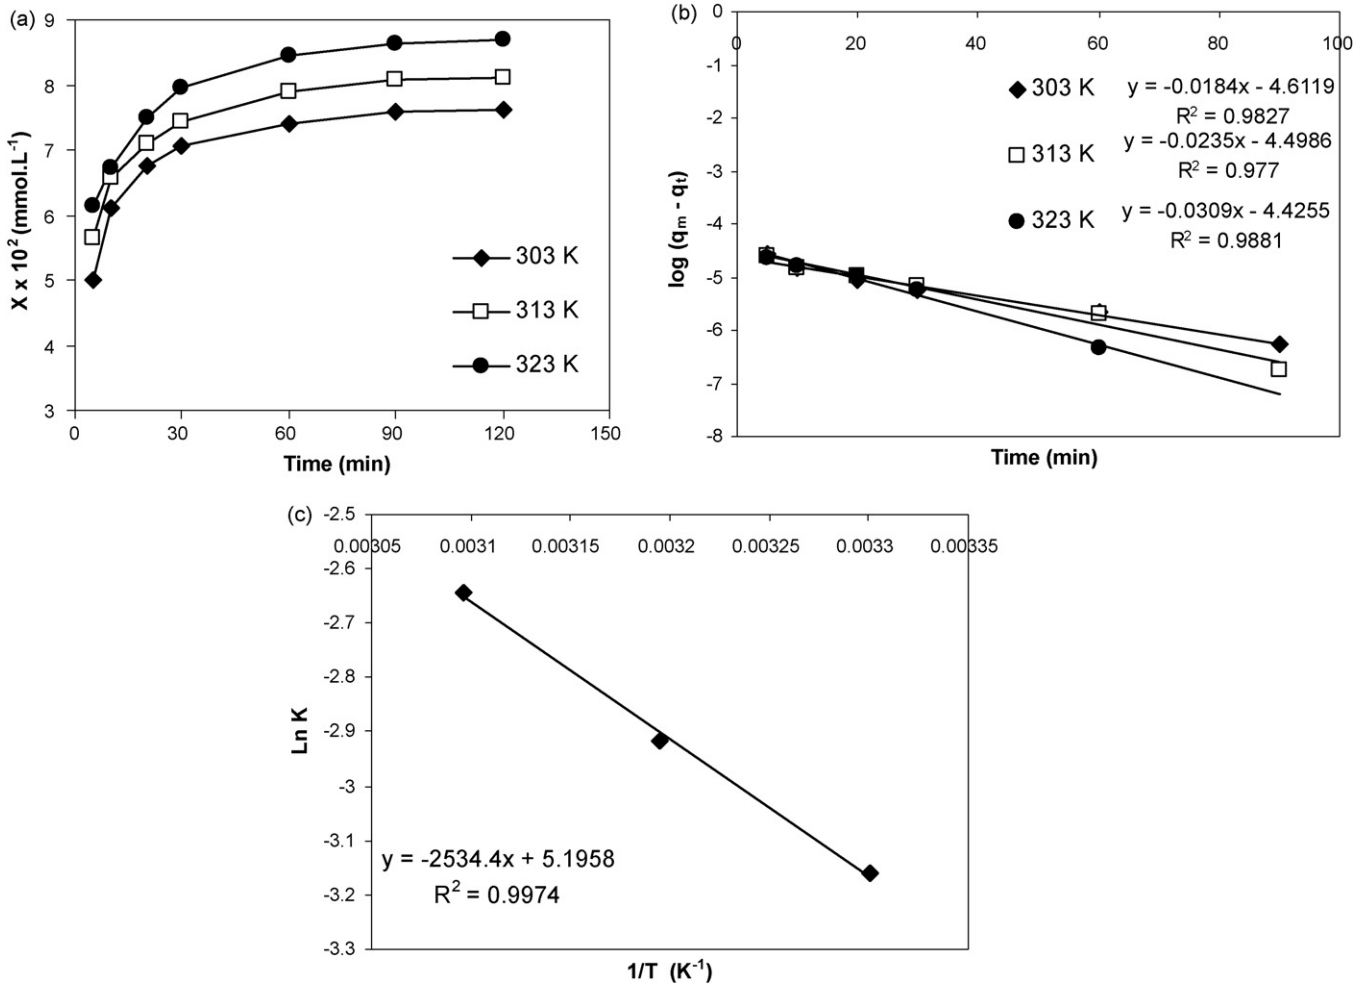 (a)
9
8
7
6
5
4
3
X x 10² (mmol.L⁻¹)
303 K
313 K
323 K
0 30 60 90 120 150
Time (min)
(b)
0
-1
-2
-3
-4
-5
-6
-7
-8
0 20 40 60 80 100
log (qₘ - qₜ)
303 K y = -0.0184x - 4.6119
R² = 0.9827
313 K y = -0.0235x - 4.4986
R² = 0.977
323 K y = -0.0309x - 4.4255
R² = 0.9881
Time (min)
(c)
-2.5
-2.6
-2.7
-2.8
-2.9
-3
-3.1
-3.2
-3.3
0.00305 0.0031 0.00315 0.0032 0.00325 0.0033 0.00335
Ln K
y = -2534.4x + 5.1958
R² = 0.9974
1/T (K⁻¹)